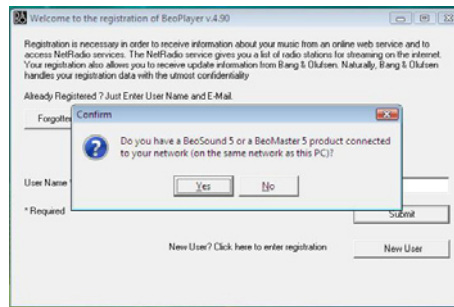 Welcome to the registration of BeoPlayer v.4.90
Registration is necessary in order to receive information about your music from an online web service and to
access NetRadio services. The NetRadio service gives you a list of radio stations for streaming on the internet.
Your registration also allows you to receive update information from Bang & Olufsen. Naturally, Bang & Olufsen
handles your registration data with the utmost confidentiality
Already Registered ? Just Enter User Name and E-Mail.
Forgotten
Confirm
Do you have a BeoSound 5 or a BeoMaster 5 product connected
to your network (on the same network as this PC)?
Yes No
User Name *
* Required
Submit
New User? Click here to enter registration New User